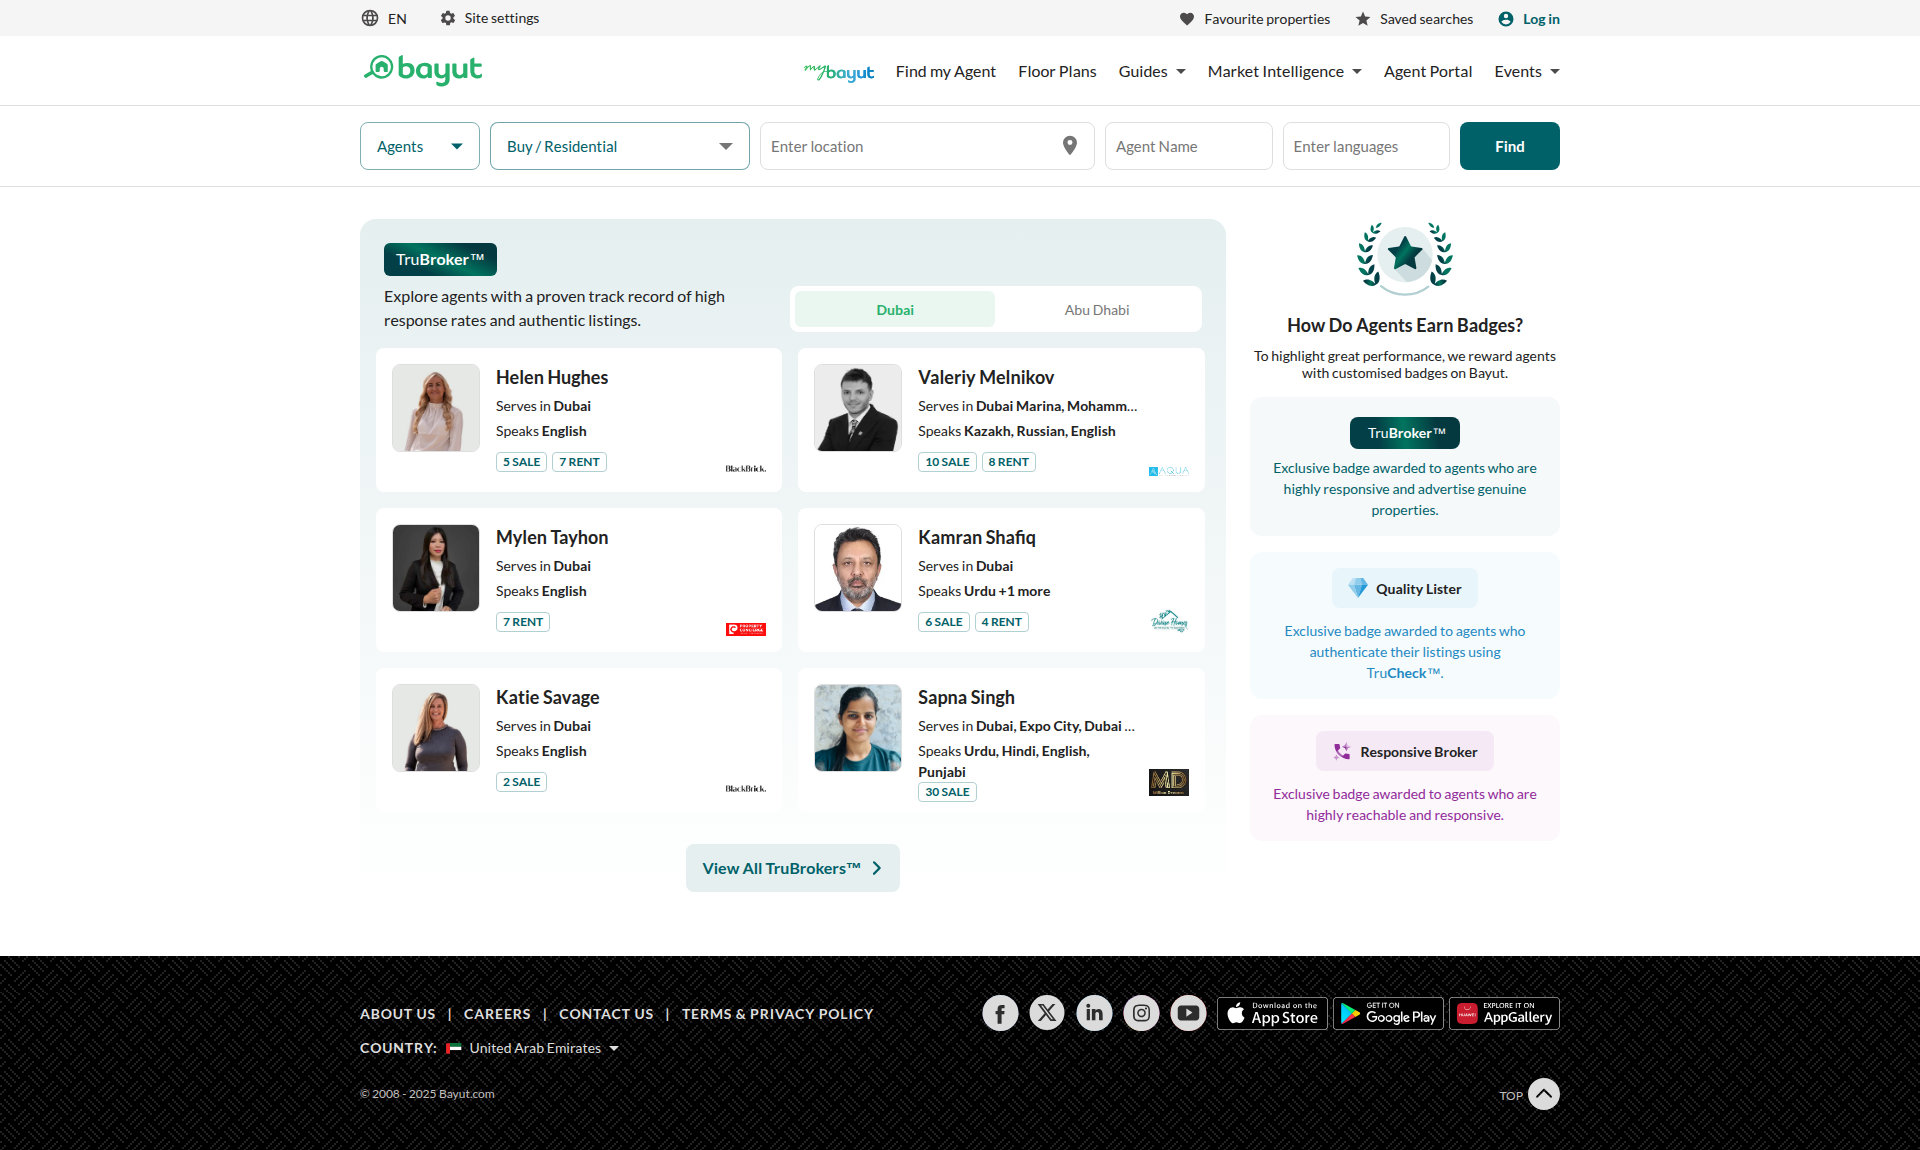 EN
Site settings
Favourite properties
Saved searches
Log in
bayut
mybayut
Find my Agent
Floor Plans
Guides
Market Intelligence
Agent Portal
Events
Agents
Buy / Residential
Enter location
Agent Name
Enter languages
Find
TruBroker™
Explore agents with a proven track record of high
response rates and authentic listings.
Dubai
Abu Dhabi
Helen Hughes
Serves in Dubai
Speaks English
5 SALE
7 RENT
BlackBrick.
Valeriy Melnikov
Serves in Dubai Marina, Mohamm...
Speaks Kazakh, Russian, English
10 SALE
8 RENT
AQUA
Mylen Tayhon
Serves in Dubai
Speaks English
7 RENT
Kamran Shafiq
Serves in Dubai
Speaks Urdu +1 more
6 SALE
4 RENT
Katie Savage
Serves in Dubai
Speaks English
2 SALE
BlackBrick.
Sapna Singh
Serves in Dubai, Expo City, Dubai ...
Speaks Urdu, Hindi, English,
Punjabi
30 SALE
MD
View All TruBrokers™
How Do Agents Earn Badges?
To highlight great performance, we reward agents
with customised badges on Bayut.
TruBroker™
Exclusive badge awarded to agents who are
highly responsive and advertise genuine
properties.
Quality Lister
Exclusive badge awarded to agents who
authenticate their listings using
TruCheck™.
Responsive Broker
Exclusive badge awarded to agents who are
highly reachable and responsive.
ABOUT US | CAREERS | CONTACT US | TERMS & PRIVACY POLICY
Download on the
App Store
GET IT ON
Google Play
HUAWEI
EXPLORE IT ON
AppGallery
COUNTRY: United Arab Emirates
© 2008 - 2025 Bayut.com
TOP